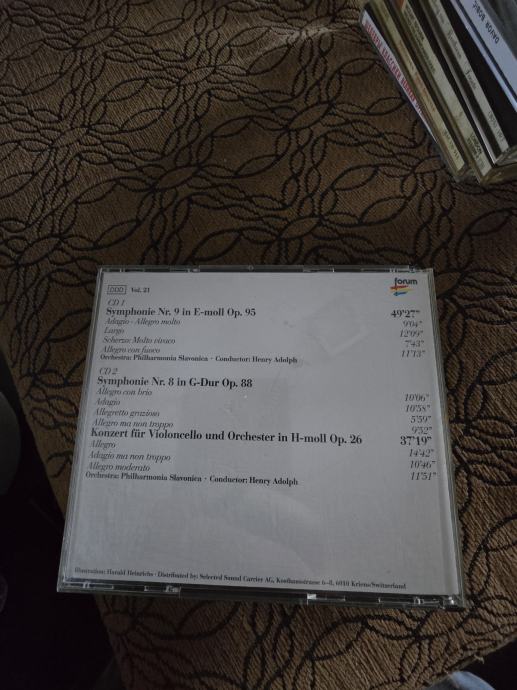 DAVOR BOBIĆ
DDD Vol. 21
forum
CD 1
Symphonie Nr. 9 in E-moll Op. 95 49'27"
Adagio - Allegro molto 9'04"
Largo 12'09"
Scherzo: Molto vivace 7'43"
Allegro con fuoco 11'13"
Orchestra: Philharmonia Slavonica · Conductor: Henry Adolph
CD 2
Symphonie Nr. 8 in G-Dur Op. 88
Allegro con brio 10'06"
Adagio 10'58"
Allegretto grazioso 5'59"
Allegro ma non troppo 9'52"
Konzert für Violoncello und Orchester in H-moll Op. 26 37'19"
Allegro 14'42"
Adagio ma non troppo 10'46"
Allegro moderato 11'51"
Orchestra: Philharmonia Slavonica · Conductor: Henry Adolph
Illustration: Harald Heinrichs · Distributed by: Selected Sound Carrier AG, 6–8, 6010 Kriens/Switzerland